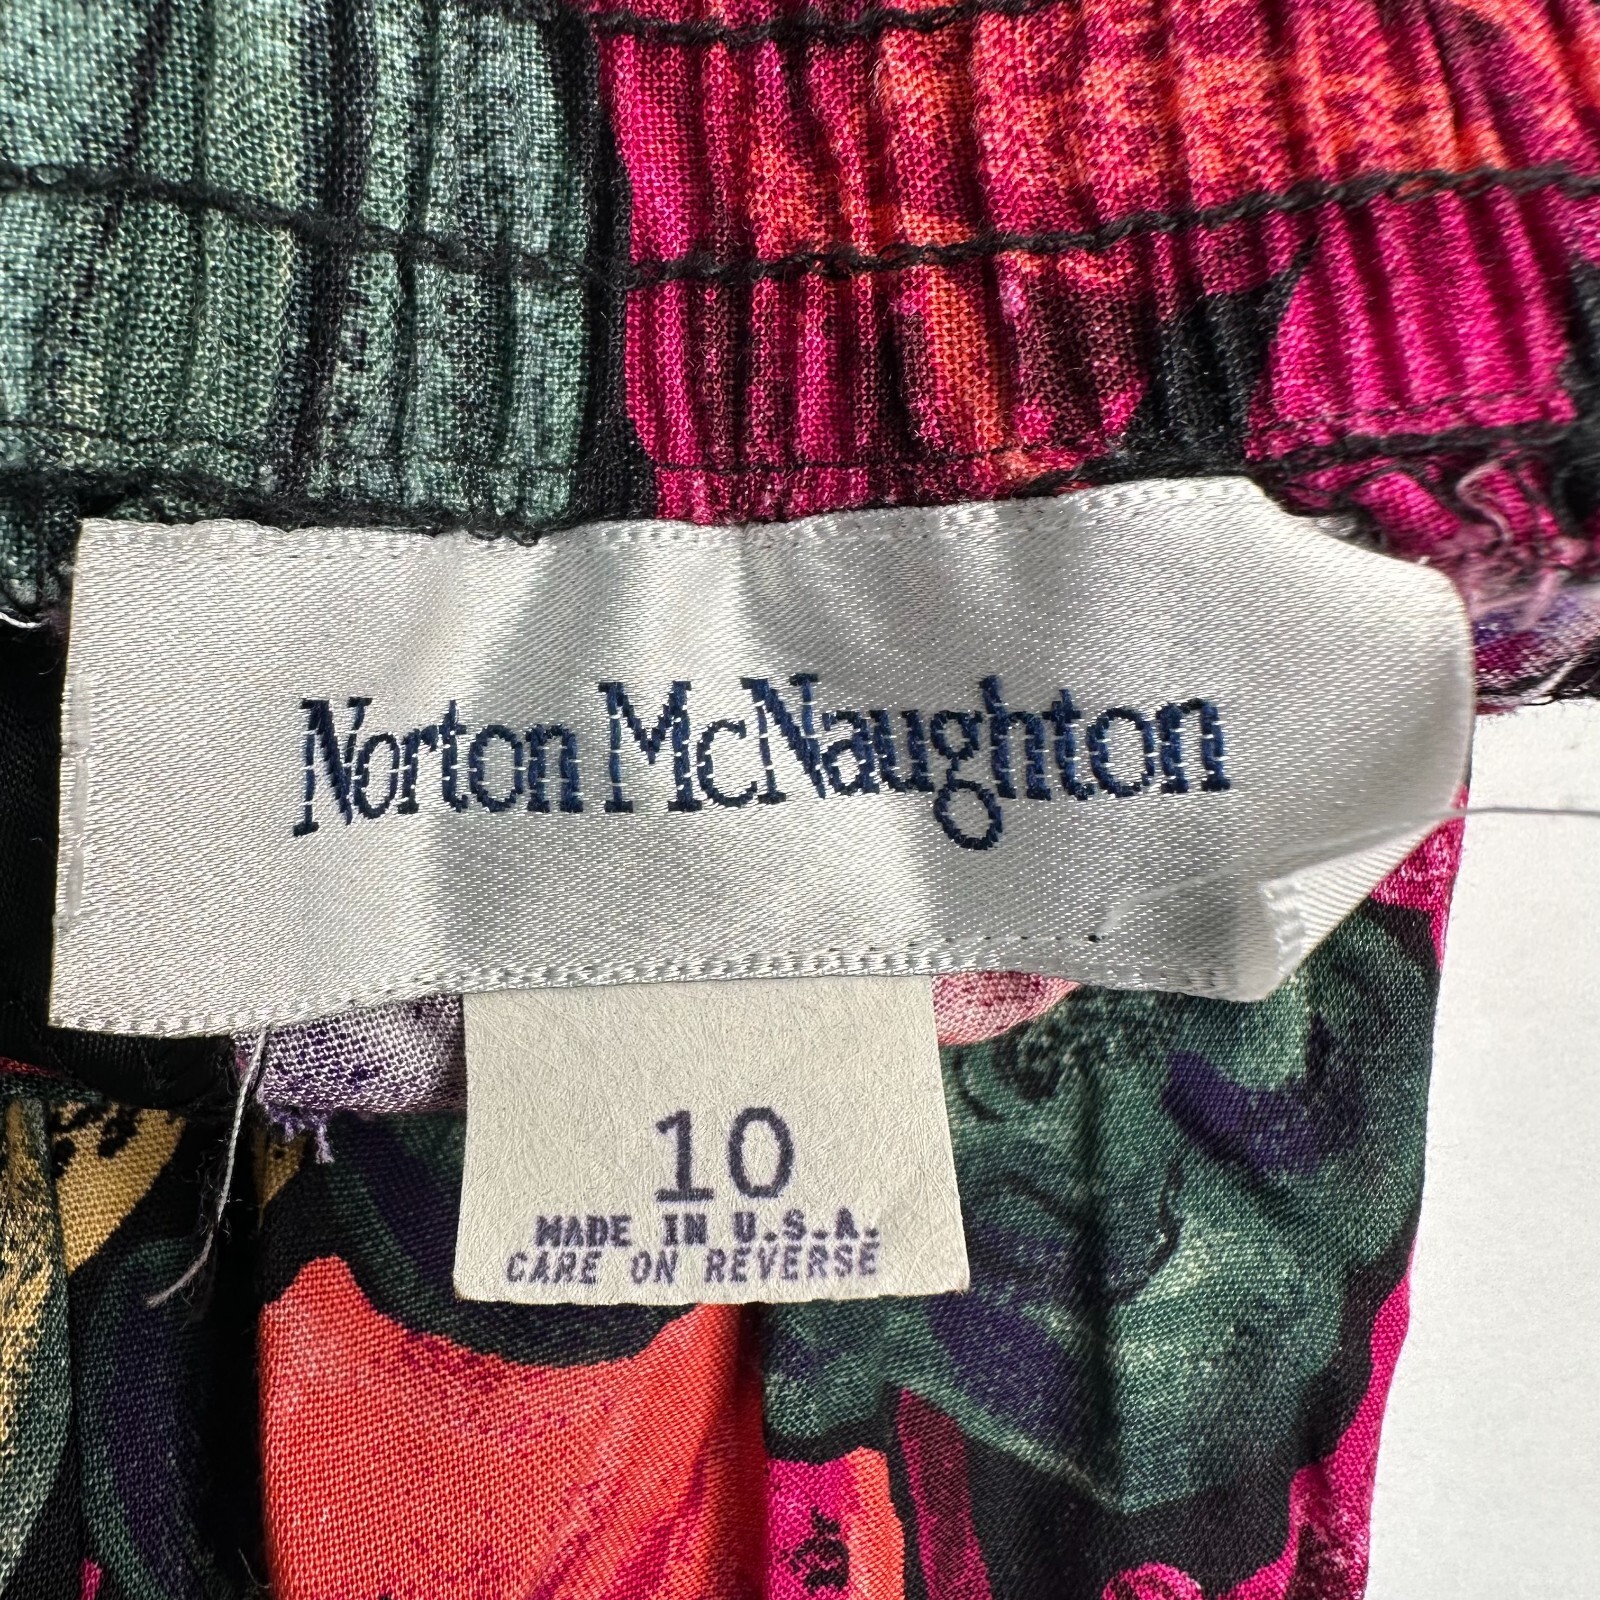 Norton McNaughton
10
MADE IN U.S.A.
CARE ON REVERSE